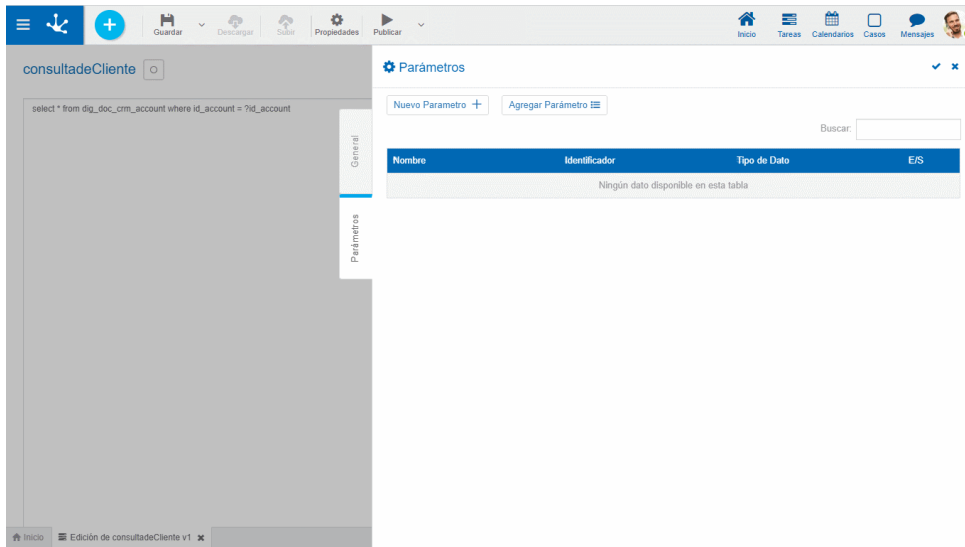 Guardar
Descargar
Subir
Propiedades
Publicar
Inicio
Tareas
Calendarios
Casos
Mensajes
consultadeCliente
select * from dig_doc_crm_account where id_account = ?id_account
General
Parámetros
Parámetros
Nuevo Parametro
Agregar Parámetro
Buscar:
Nombre Identificador Tipo de Dato E/S
Ningún dato disponible en esta tabla
Inicio
Edición de consultadeCliente v1